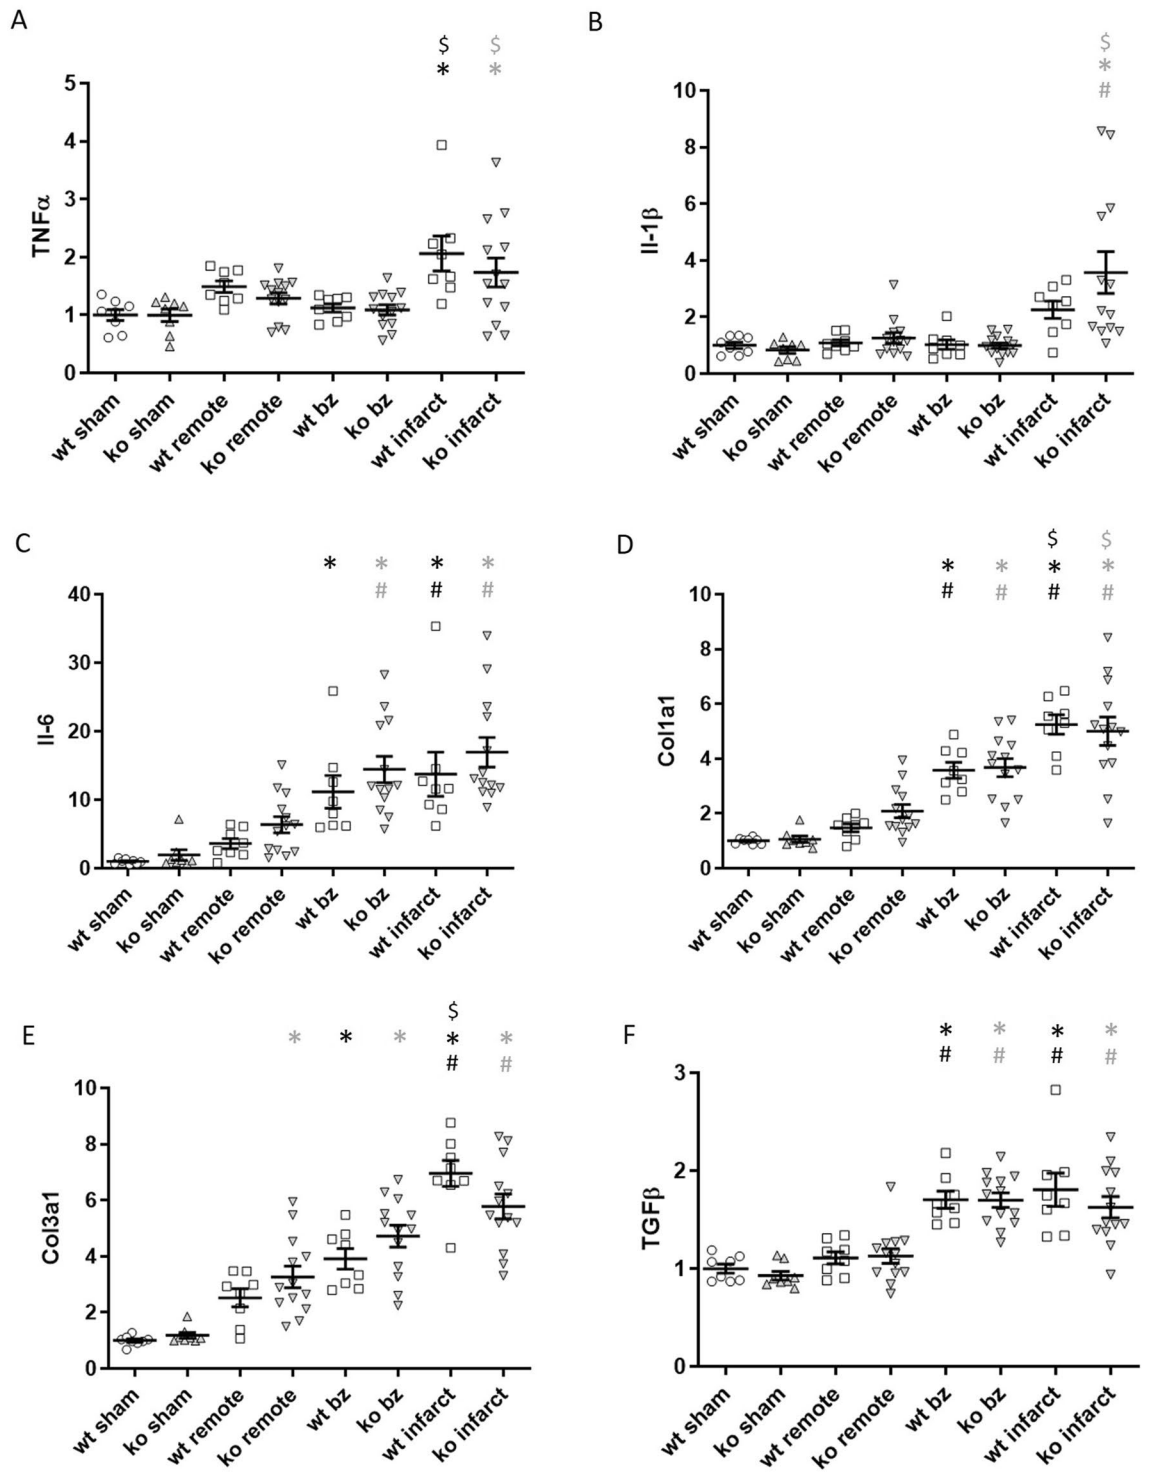 A
B
$ $
* *
$
*
#
5
4
3
2
1
0
TNFα
wt sham
ko sham
wt remote
ko remote
wt bz
ko bz
wt infarct
ko infarct
10
8
6
4
2
0
Il-1β
wt sham
ko sham
wt remote
ko remote
wt bz
ko bz
wt infarct
ko infarct
C
D
* * * *
# # #
$ $
* * * *
# # # #
40
30
20
10
0
Il-6
wt sham
ko sham
wt remote
ko remote
wt bz
ko bz
wt infarct
ko infarct
10
8
6
4
2
0
Col1a1
wt sham
ko sham
wt remote
ko remote
wt bz
ko bz
wt infarct
ko infarct
E
F
$
* * * * *
# #
* * * *
# # # #
10
8
6
4
2
0
Col3a1
wt sham
ko sham
wt remote
ko remote
wt bz
ko bz
wt infarct
ko infarct
3
2
1
0
TGFβ
wt sham
ko sham
wt remote
ko remote
wt bz
ko bz
wt infarct
ko infarct